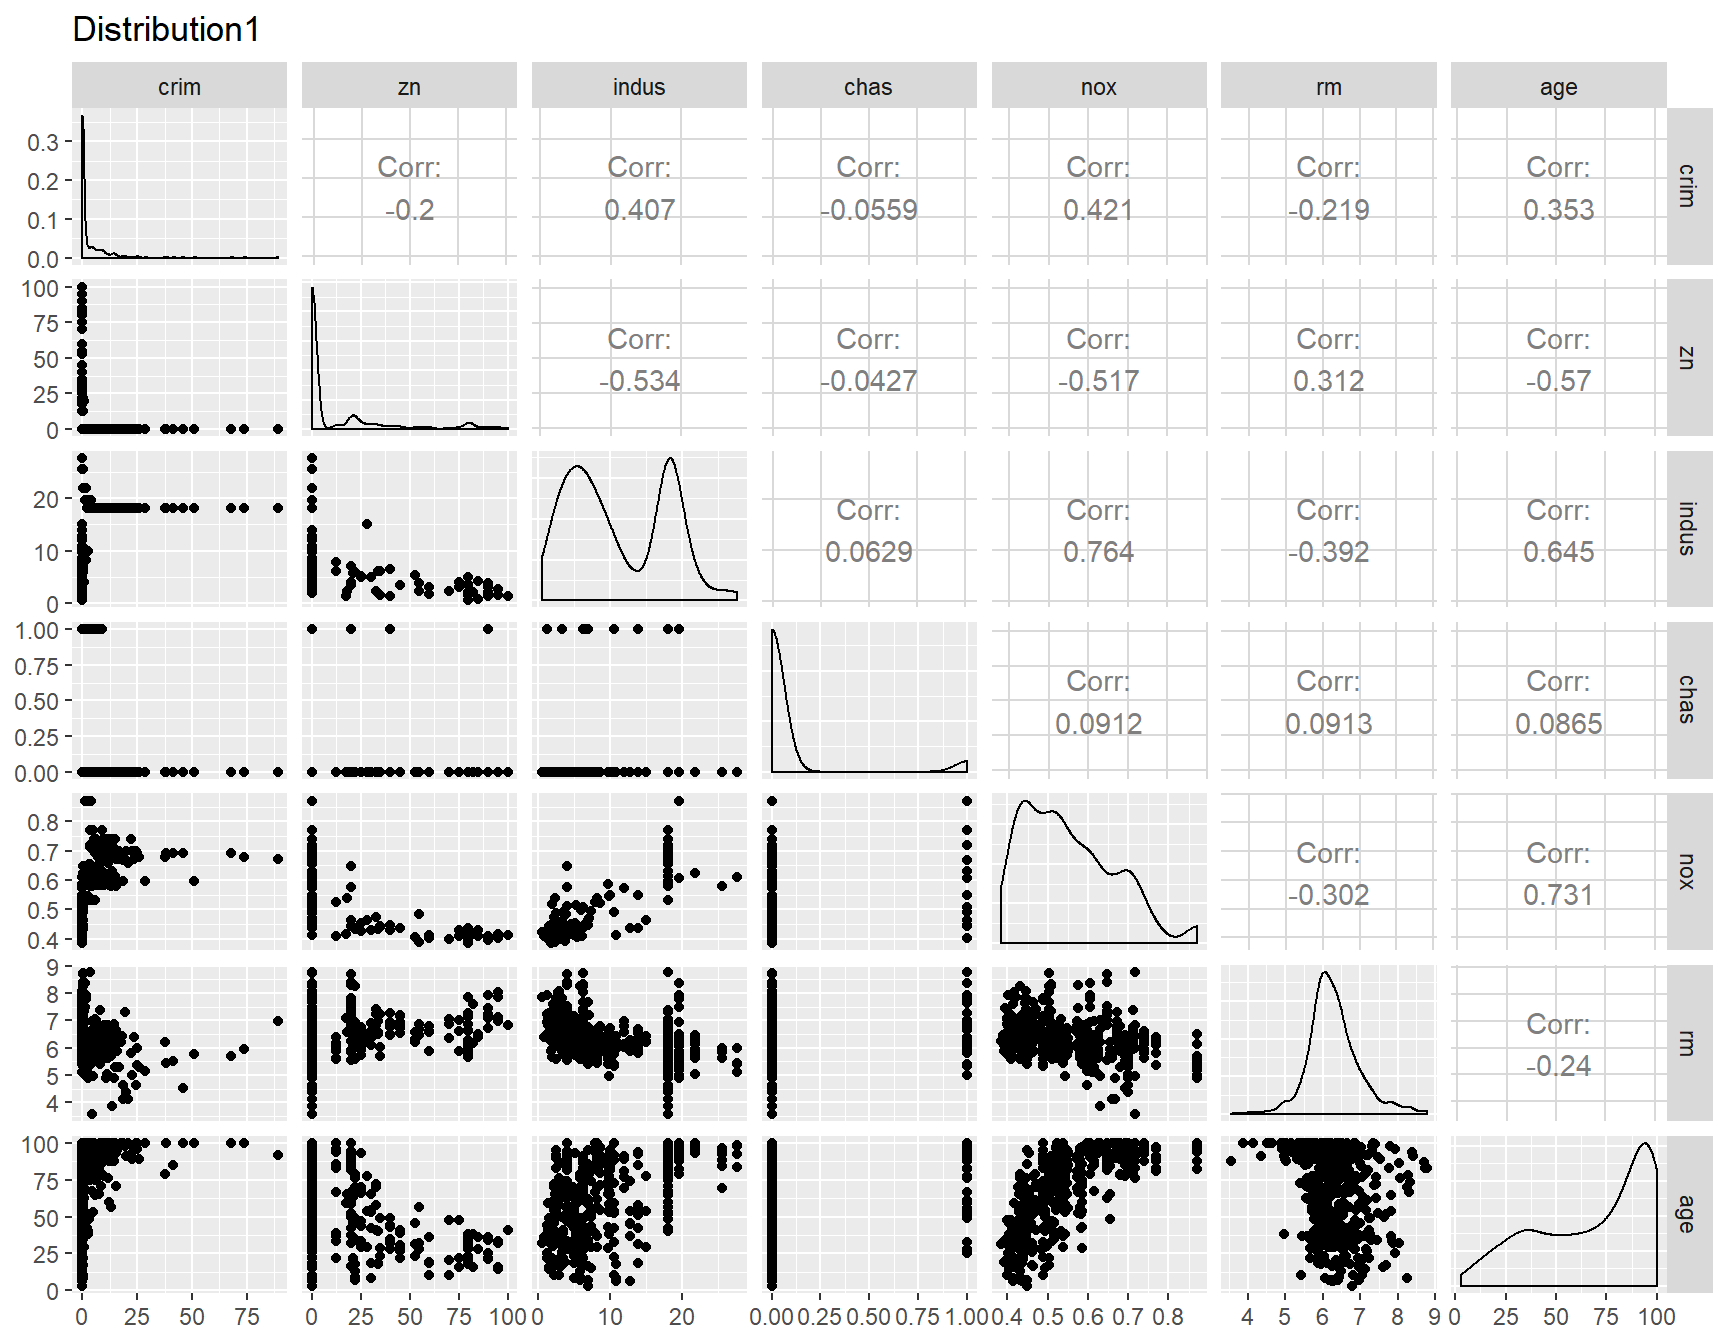 Distribution1
crim zn indus chas nox rm age
0.3
0.2
0.1
0.0
Corr:
-0.2
Corr:
0.407
Corr:
-0.0559
Corr:
0.421
Corr:
-0.219
Corr:
0.353
crim
100
75
50
25
0
Corr:
-0.534
Corr:
-0.0427
Corr:
-0.517
Corr:
0.312
Corr:
-0.57
zn
20
10
0
Corr:
0.0629
Corr:
0.764
Corr:
-0.392
Corr:
0.645
indus
1.00
0.75
0.50
0.25
0.00
Corr:
0.0912
Corr:
0.0913
Corr:
0.0865
chas
0.8
0.7
0.6
0.5
0.4
Corr:
-0.302
Corr:
0.731
nox
9
8
7
6
5
4
Corr:
-0.24
rm
100
75
50
25
0
age
0 25 50 75
0 25 50 75 100
0 10 20
0.00 0.25 0.50 0.75 1.00
0.4 0.5 0.6 0.7 0.8
4 5 6 7 8 9
0 25 50 75 100